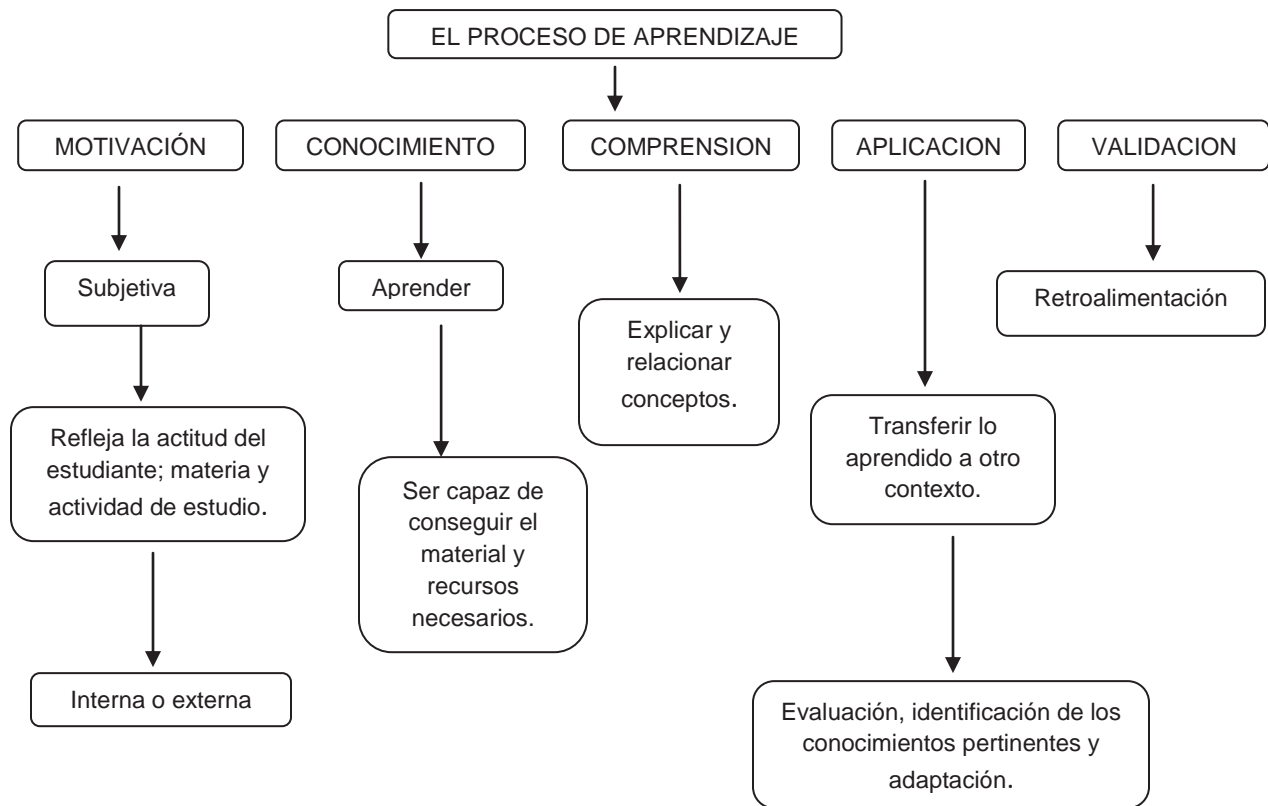 EL PROCESO DE APRENDIZAJE
MOTIVACIÓN
CONOCIMIENTO
COMPRENSION
APLICACION
VALIDACION
Subjetiva
Aprender
Retroalimentación
Explicar y
relacionar
conceptos.
Refleja la actitud del
estudiante; materia y
actividad de estudio.
Transferir lo
aprendido a otro
contexto.
Ser capaz de
conseguir el
material y
recursos
necesarios.
Interna o externa
Evaluación, identificación de los
conocimientos pertinentes y
adaptación.